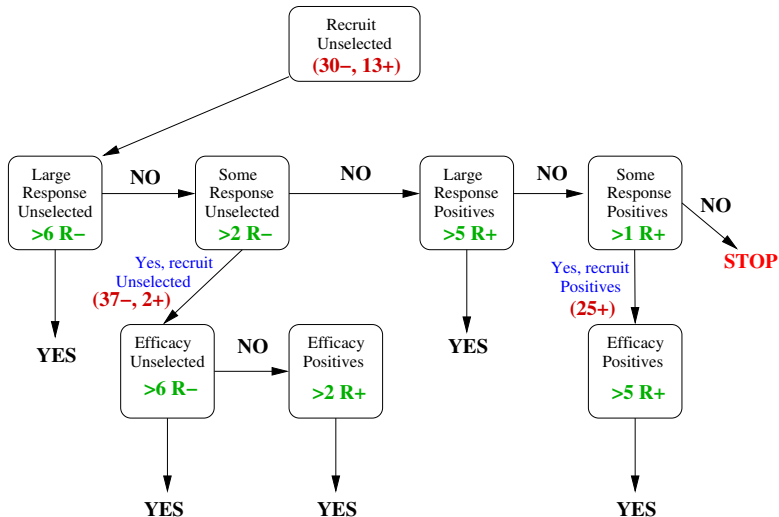 Recruit
Unselected
(30−, 13+)
Large
Response
Unselected
>6 R−
NO
Some
Response
Unselected
>2 R−
NO
Large
Response
Positives
>5 R+
NO
Some
Response
Positives
>1 R+
NO
STOP
Yes, recruit
Unselected
(37−, 2+)
Yes, recruit
Positives
(25+)
YES
Efficacy
Unselected
>6 R−
NO
Efficacy
Positives
>2 R+
YES
Efficacy
Positives
>5 R+
YES
YES
YES